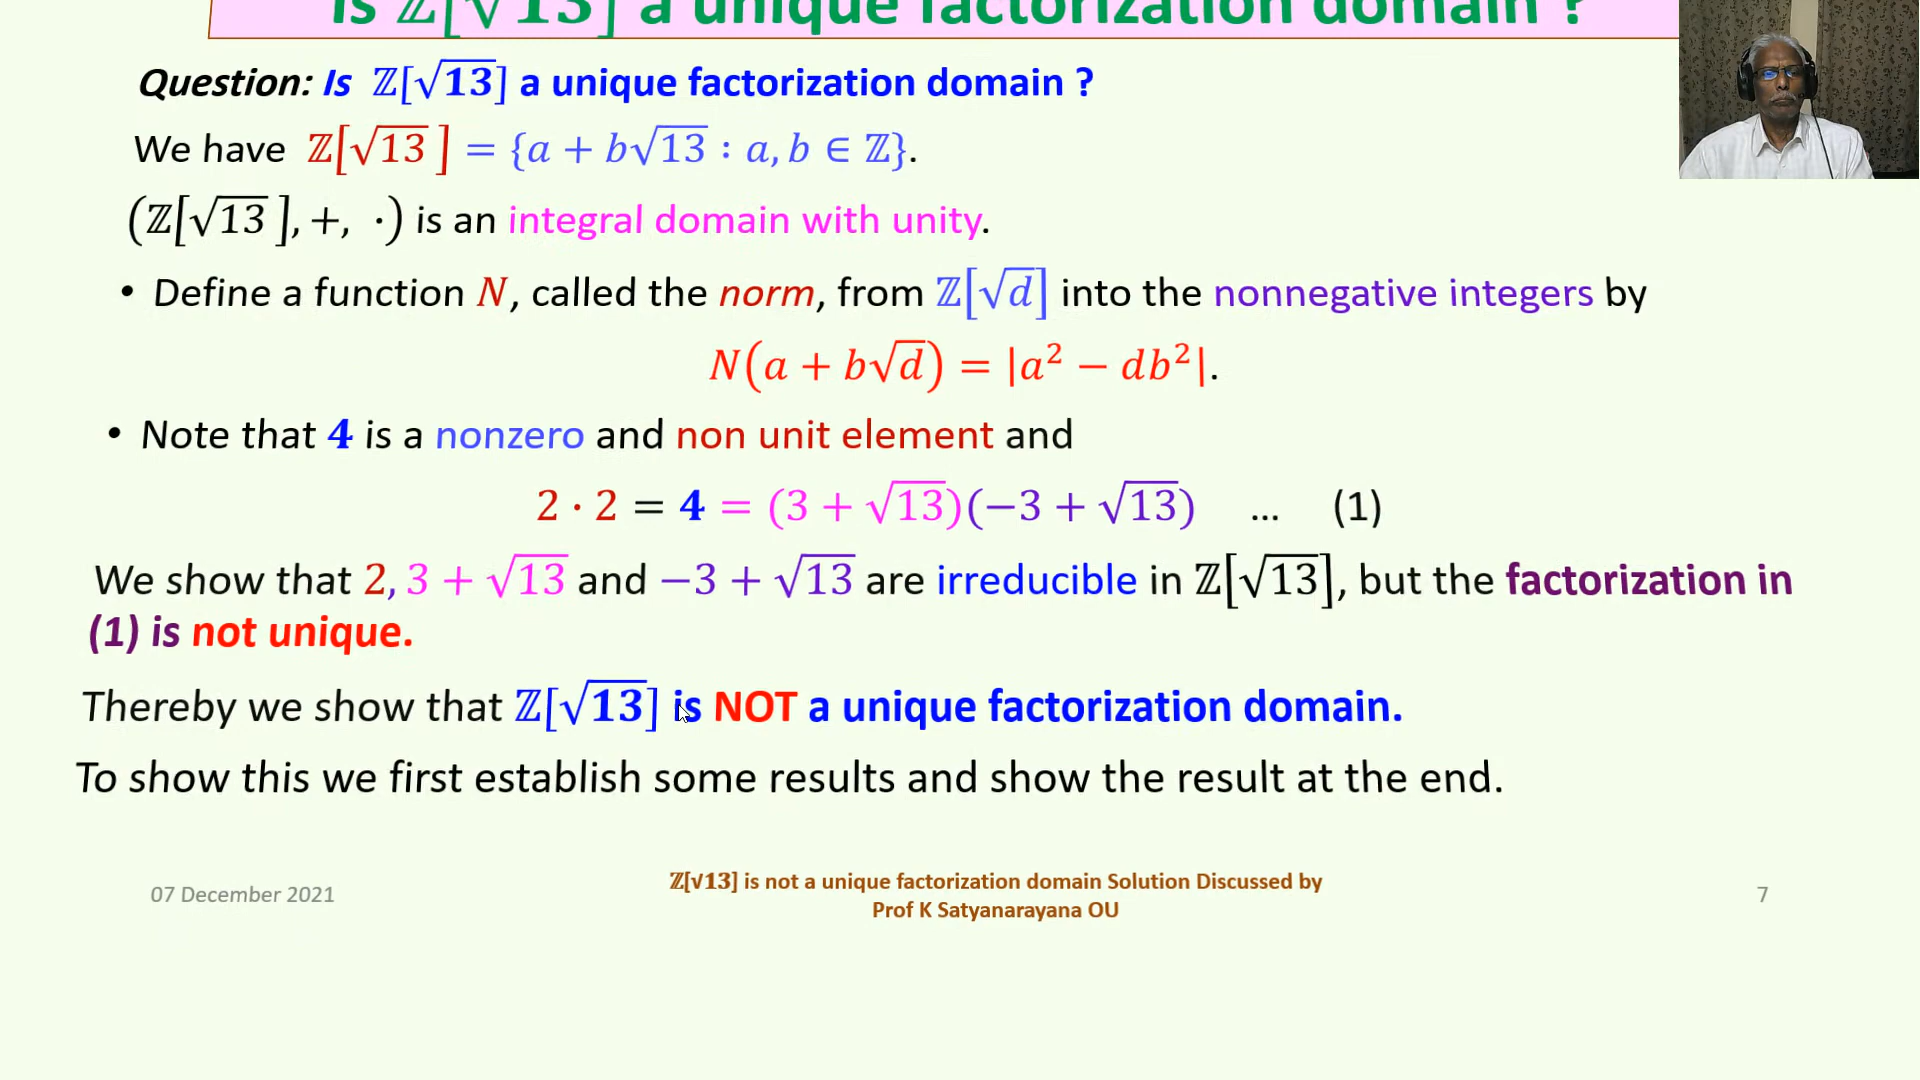 Is ℤ[√13] a unique factorization domain ?
Question: Is ℤ[√13] a unique factorization domain ?
We have ℤ[√13] = {a + b√13 : a, b ∈ ℤ}.
(ℤ[√13], +, ·) is an integral domain with unity.
• Define a function N, called the norm, from ℤ[√d] into the nonnegative integers by
N(a + b√d) = |a² − db²|.
• Note that 4 is a nonzero and non unit element and
2 · 2 = 4 = (3 + √13)(−3 + √13) ... (1)
We show that 2, 3 + √13 and −3 + √13 are irreducible in ℤ[√13], but the factorization in
(1) is not unique.
Thereby we show that ℤ[√13] is NOT a unique factorization domain.
To show this we first establish some results and show the result at the end.
07 December 2021
ℤ[√13] is not a unique factorization domain Solution Discussed by
Prof K Satyanarayana OU
7